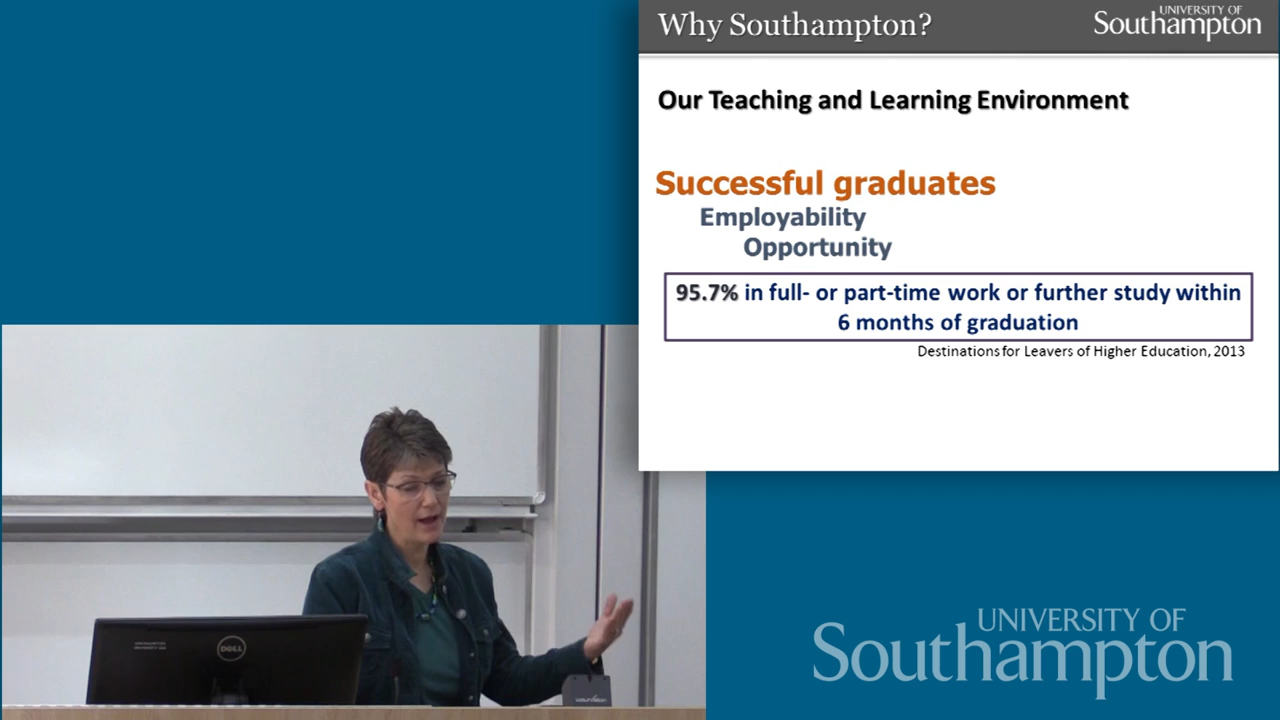 Why Southampton?
UNIVERSITY OF
Southampton
Our Teaching and Learning Environment
Successful graduates
Employability
Opportunity
95.7% in full- or part-time work or further study within
6 months of graduation
Destinations for Leavers of Higher Education, 2013
DELL
UNIVERSITY OF
Southampton